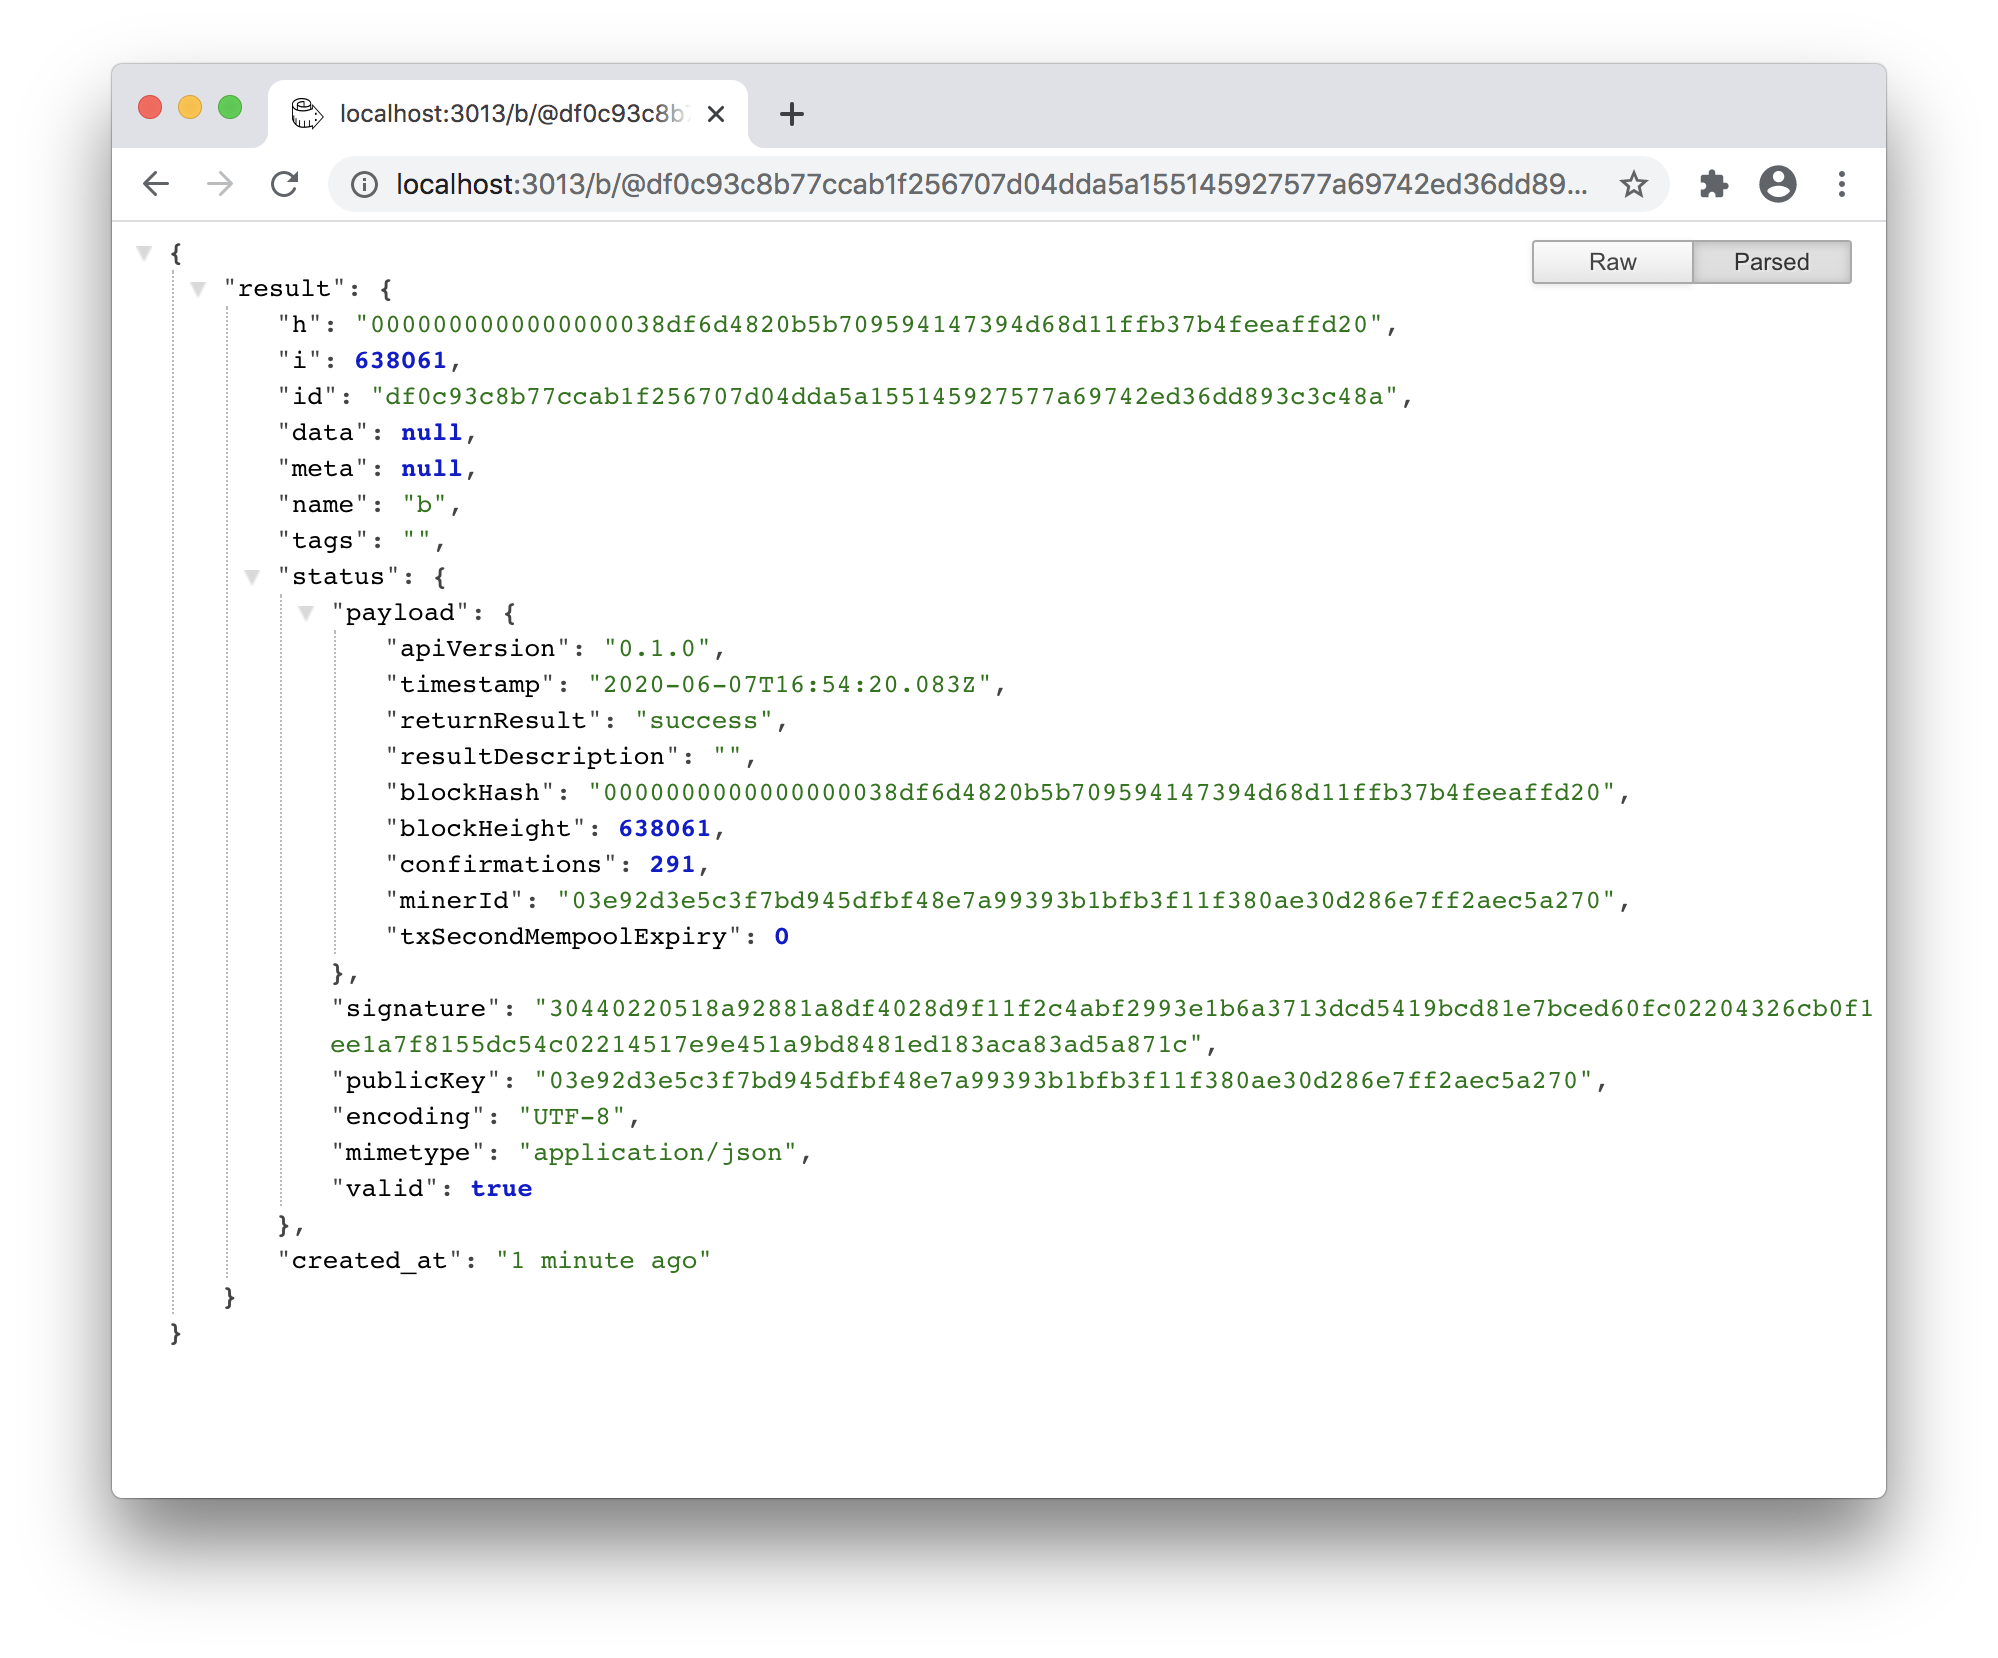 localhost:3013/b/@df0c93c8b7
localhost:3013/b/@df0c93c8b77ccab1f256707d04dda5a155145927577a69742ed36dd89...
Raw Parsed
{
"result": {
"h": "0000000000000000038df6d4820b5b709594147394d68d11ffb37b4feeaffd20",
"i": 638061,
"id": "df0c93c8b77ccab1f256707d04dda5a155145927577a69742ed36dd893c3c48a",
"data": null,
"meta": null,
"name": "b",
"tags": "",
"status": {
"payload": {
"apiVersion": "0.1.0",
"timestamp": "2020-06-07T16:54:20.083Z",
"returnResult": "success",
"resultDescription": "",
"blockHash": "0000000000000000038df6d4820b5b709594147394d68d11ffb37b4feeaffd20",
"blockHeight": 638061,
"confirmations": 291,
"minerId": "03e92d3e5c3f7bd945dfbf48e7a99393b1bfb3f11f380ae30d286e7ff2aec5a270",
"txSecondMempoolExpiry": 0
},
"signature": "30440220518a92881a8df4028d9f11f2c4abf2993e1b6a3713dcd5419bcd81e7bced60fc02204326cb0f1
ee1a7f8155dc54c02214517e9e451a9bd8481ed183aca83ad5a871c",
"publicKey": "03e92d3e5c3f7bd945dfbf48e7a99393b1bfb3f11f380ae30d286e7ff2aec5a270",
"encoding": "UTF-8",
"mimetype": "application/json",
"valid": true
},
"created_at": "1 minute ago"
}
}